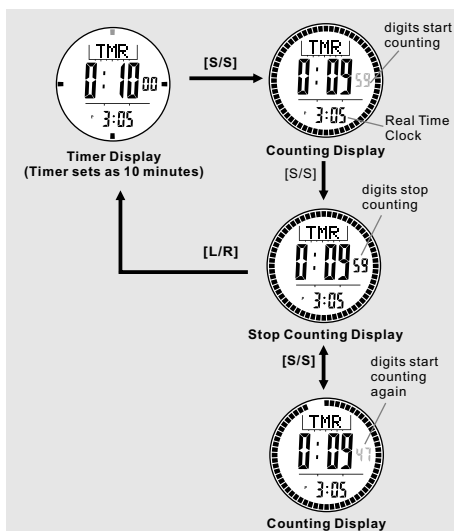 TMR
0:10 00
P 3:05
Timer Display
(Timer sets as 10 minutes)
[S/S]
TMR
0:09 59
P 3:05
Counting Display
digits start
counting
Real Time
Clock
[S/S]
TMR
0:09 59
P 3:05
Stop Counting Display
digits stop
counting
[L/R]
[S/S]
TMR
0:09 47
P 3:05
Counting Display
digits start
counting
again